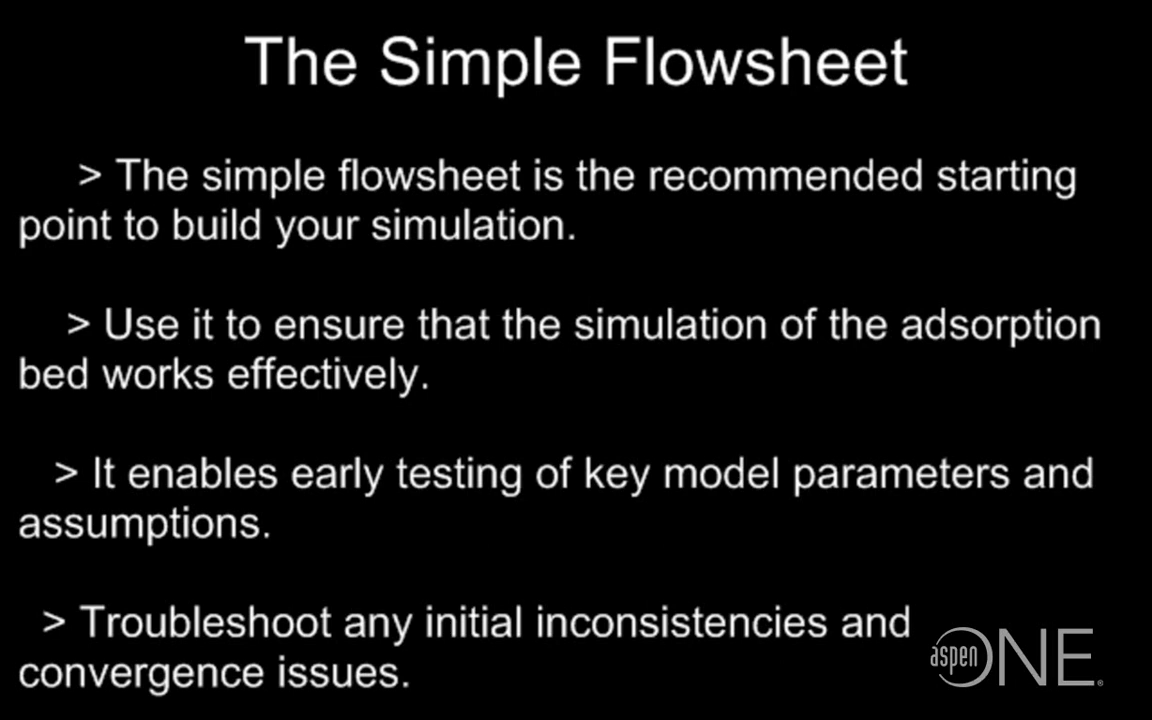 The Simple Flowsheet
> The simple flowsheet is the recommended starting
point to build your simulation.
> Use it to ensure that the simulation of the adsorption
bed works effectively.
> It enables early testing of key model parameters and
assumptions.
> Troubleshoot any initial inconsistencies and
convergence issues.
aspenONE®